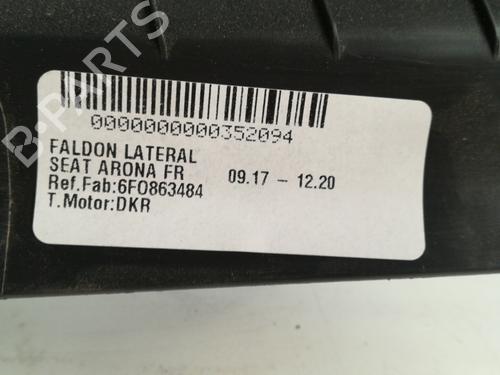 0000000000352094
FALDON LATERAL
SEAT ARONA FR 09.17 - 12.20
Ref.Fab:6F0863484
T.Motor:DKR
B-PARTS